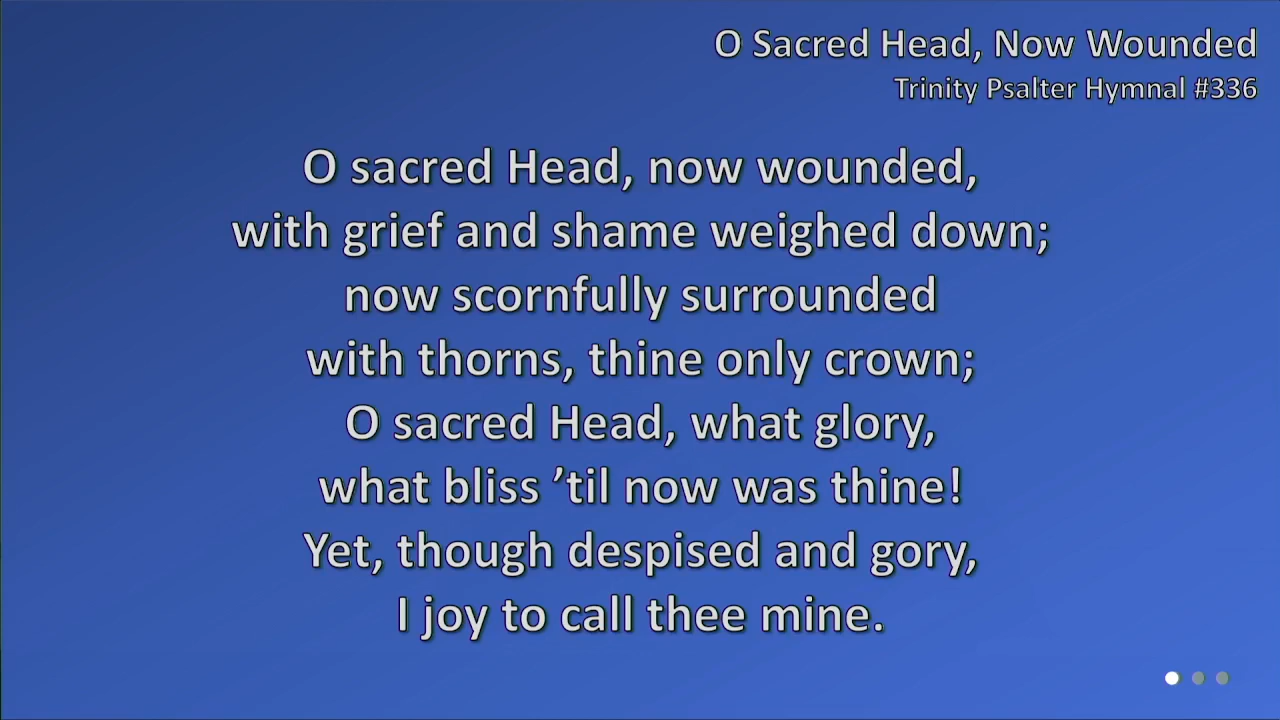 O Sacred Head, Now Wounded
Trinity Psalter Hymnal #336
O sacred Head, now wounded,
with grief and shame weighed down;
now scornfully surrounded
with thorns, thine only crown;
O sacred Head, what glory,
what bliss ’til now was thine!
Yet, though despised and gory,
I joy to call thee mine.